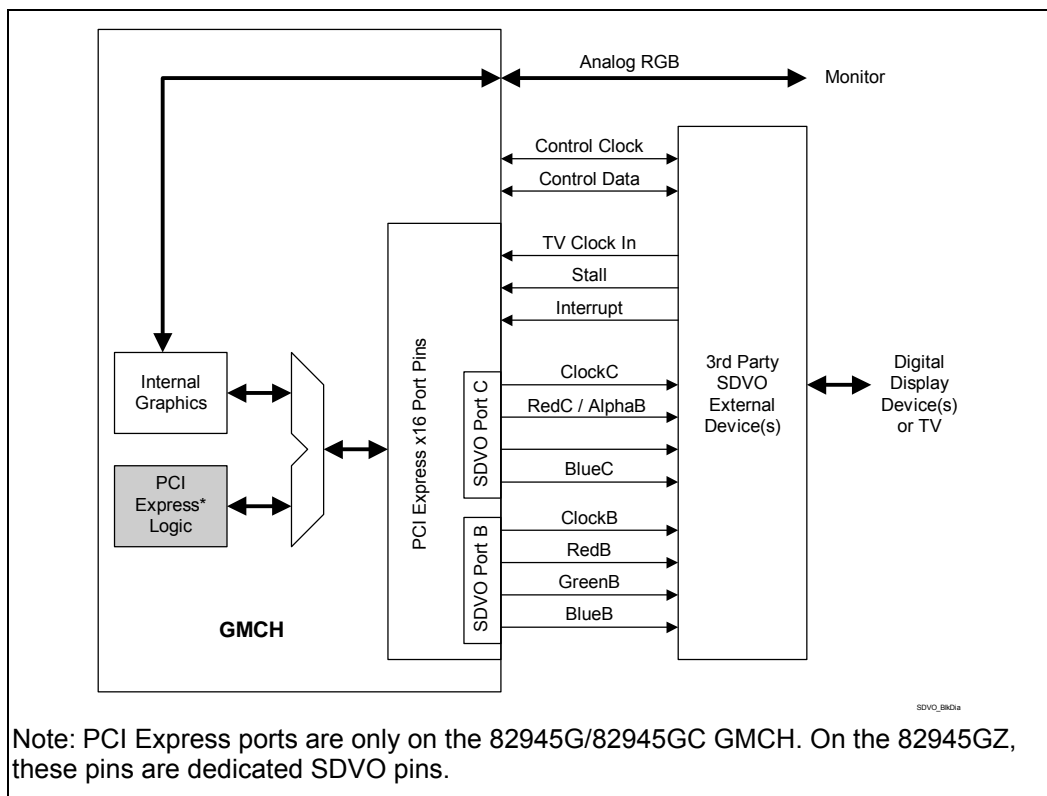 Analog RGB
Monitor
Control Clock
Control Data
TV Clock In
Stall
Interrupt
Internal
Graphics
PCI
Express*
Logic
GMCH
PCI Express x16 Port Pins
SDVO Port C
SDVO Port B
ClockC
RedC / AlphaB
BlueC
ClockB
RedB
GreenB
BlueB
3rd Party
SDVO
External
Device(s)
Digital
Display
Device(s)
or TV
SDVO_BlkDia
Note: PCI Express ports are only on the 82945G/82945GC GMCH. On the 82945GZ,
these pins are dedicated SDVO pins.